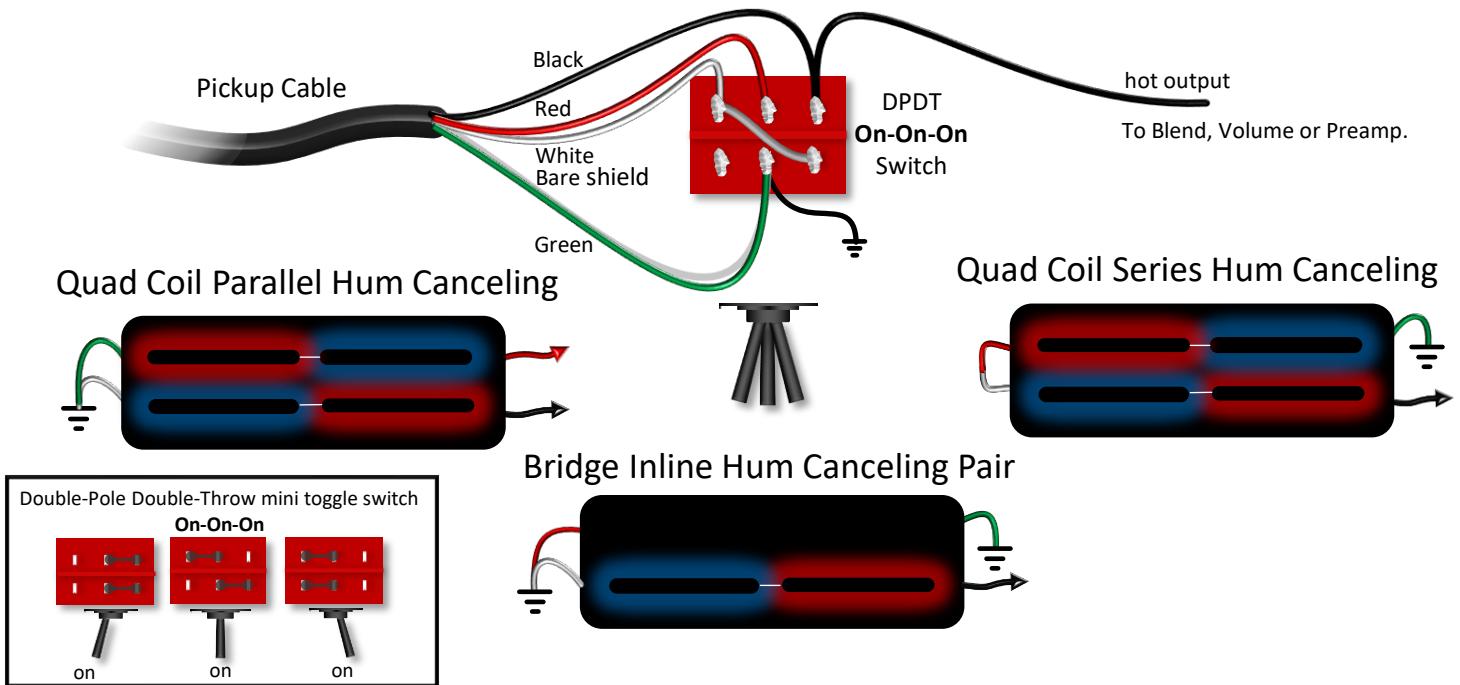 Black
Pickup Cable
Red
White
Bare shield
Green
DPDT
On-On-On
Switch
hot output
To Blend, Volume or Preamp.
Quad Coil Parallel Hum Canceling
Quad Coil Series Hum Canceling
Bridge Inline Hum Canceling Pair
Double-Pole Double-Throw mini toggle switch
On-On-On
on
on
on